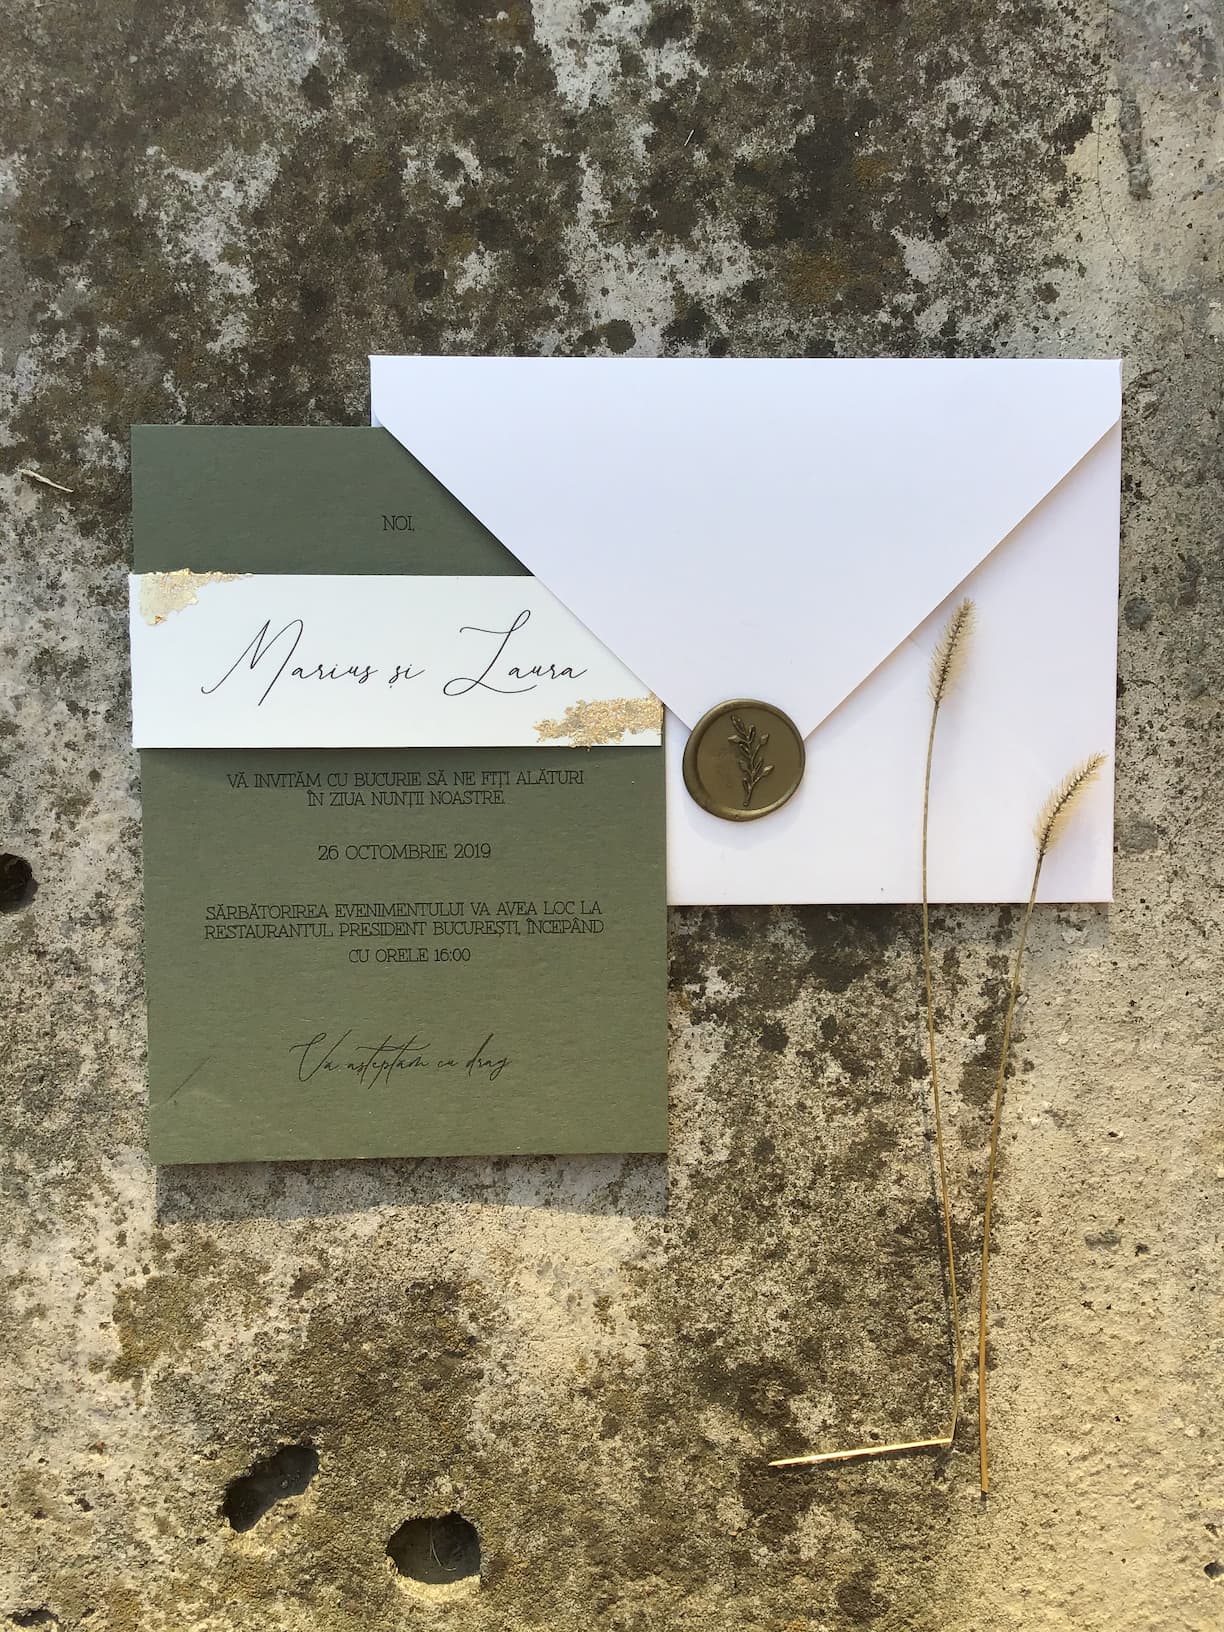 NOI,
Marius și Laura
VĂ INVITĂM CU BUCURIE SĂ NE FIȚI ALĂTURI
ÎN ZIUA NUNȚII NOASTRE
26 OCTOMBRIE 2019
SĂRBĂTORIREA EVENIMENTULUI VA AVEA LOC LA
RESTAURANTUL PRESIDENT BUCUREȘTI, ÎNCEPÂND
CU ORELE 16:00
Vă așteptăm cu drag